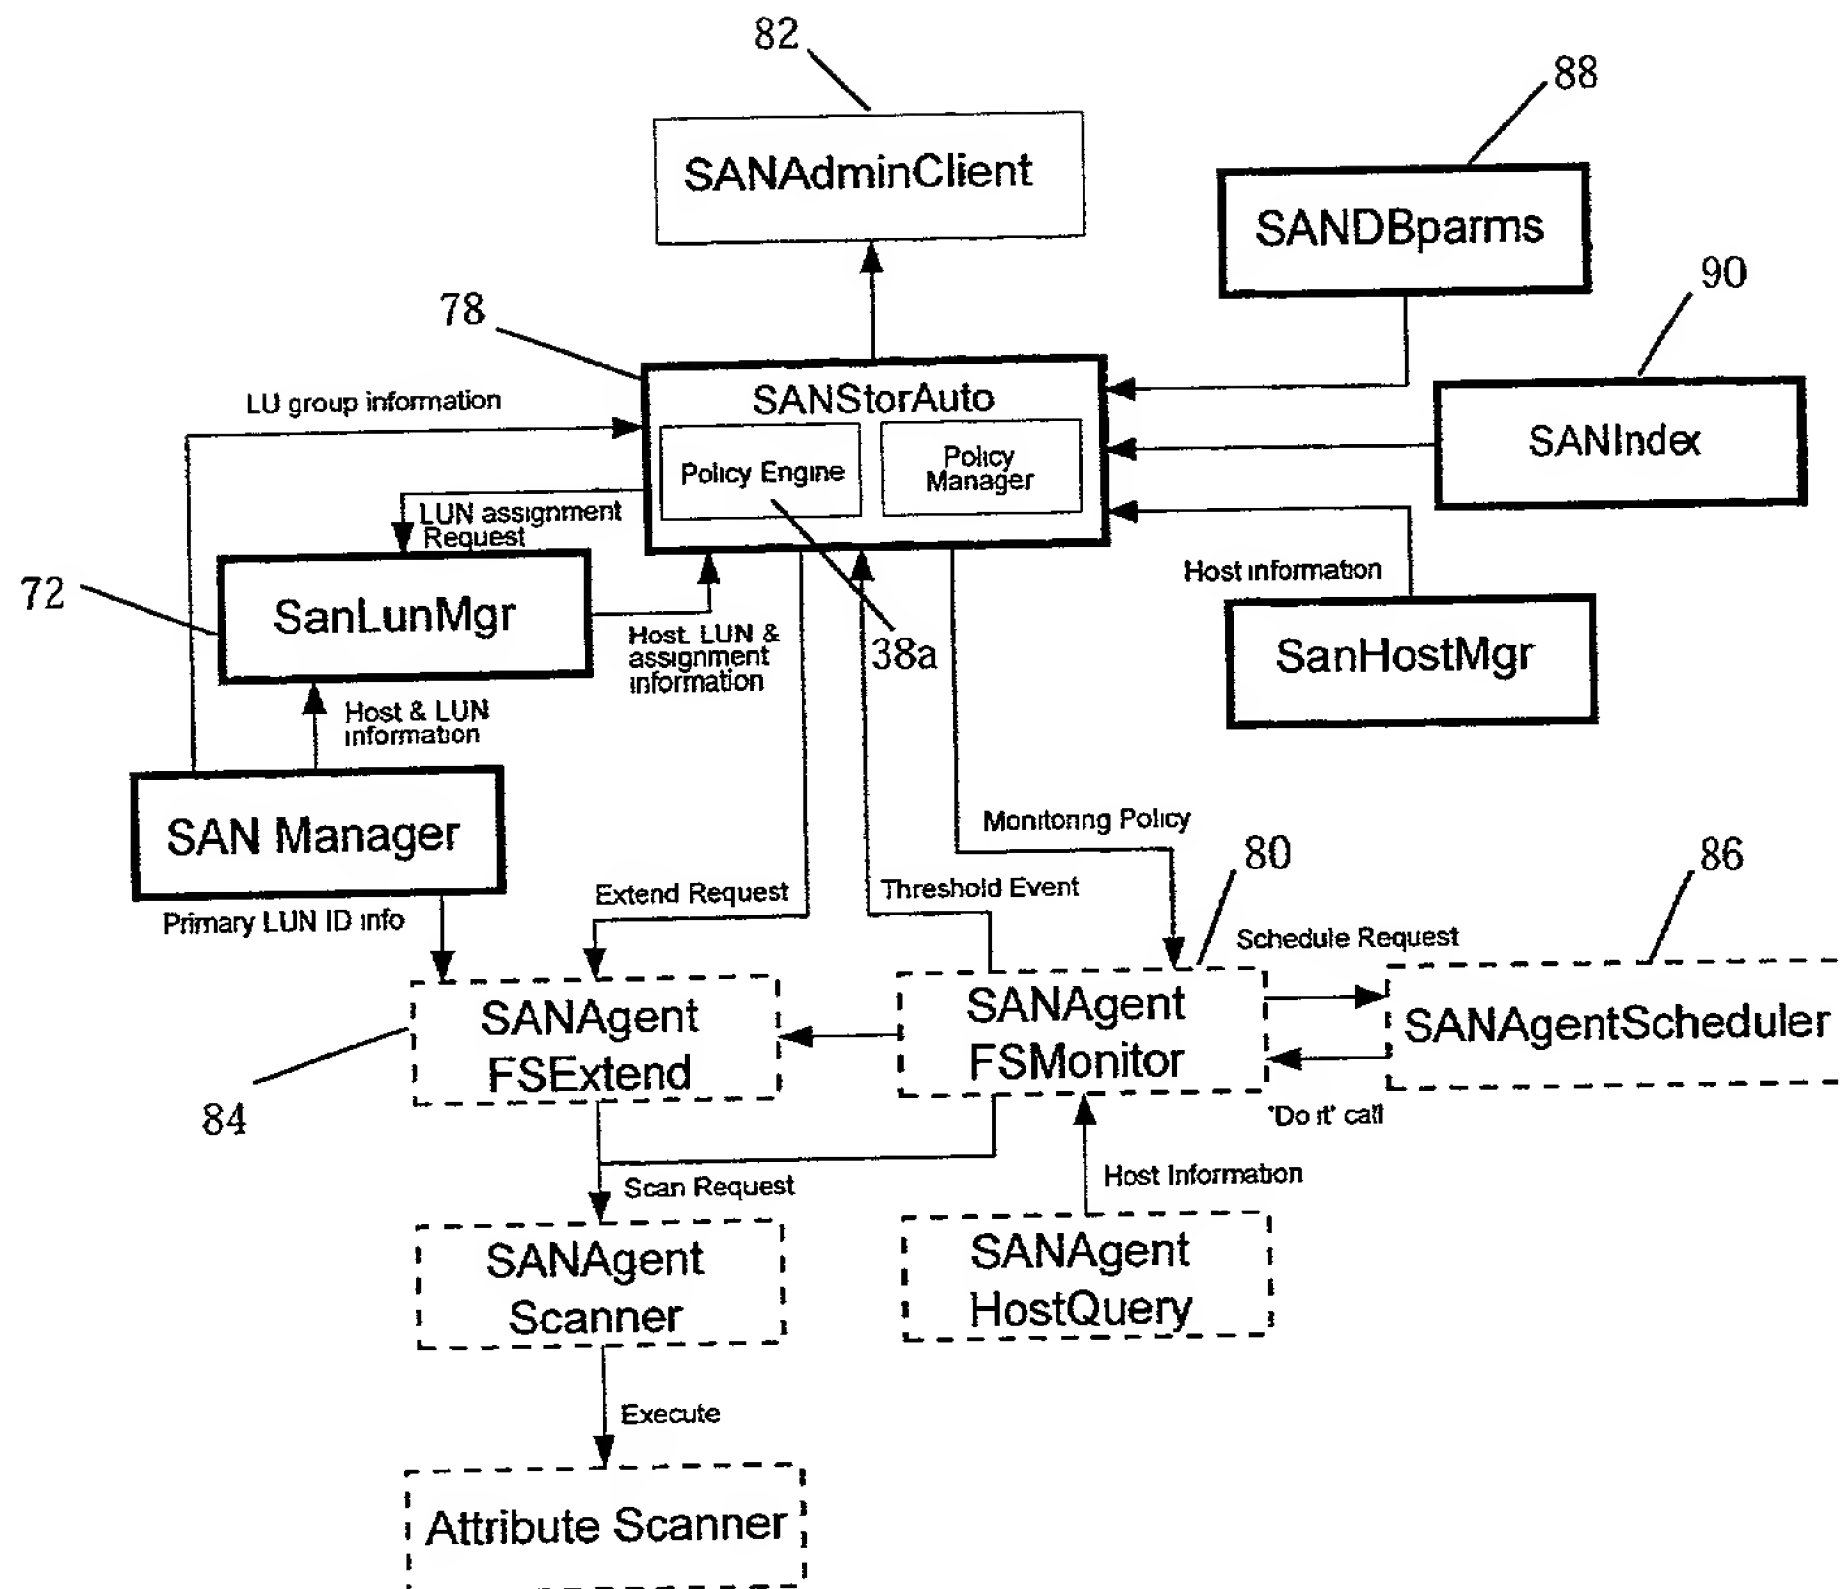 82
88
SANAdminClient
SANDBparms
90
78
SANStorAuto
LU group information
SANIndex
Policy Engine
Policy
Manager
LUN assignment
Request
Host information
72
SanLunMgr
Host. LUN &
assignment
information
38a
SanHostMgr
Host & LUN
information
SAN Manager
Monitoring Policy
80
86
Extend Request
Threshold Event
Primary LUN ID info
Schedule Request
SANAgent
FSExtend
SANAgent
FSMonitor
SANAgentScheduler
84
'Do it' call
Scan Request
Host Information
SANAgent
Scanner
SANAgent
HostQuery
Execute
Attribute Scanner